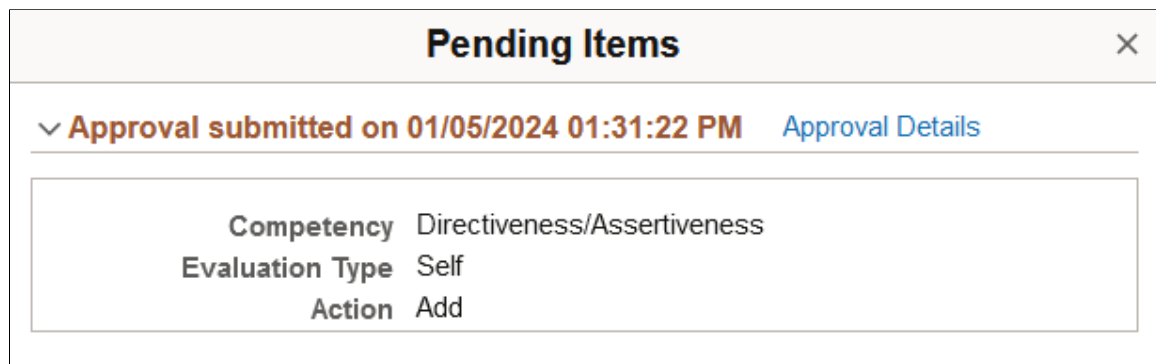 Pending Items
Approval submitted on 01/05/2024 01:31:22 PM Approval Details
Competency Directiveness/Assertiveness
Evaluation Type Self
Action Add